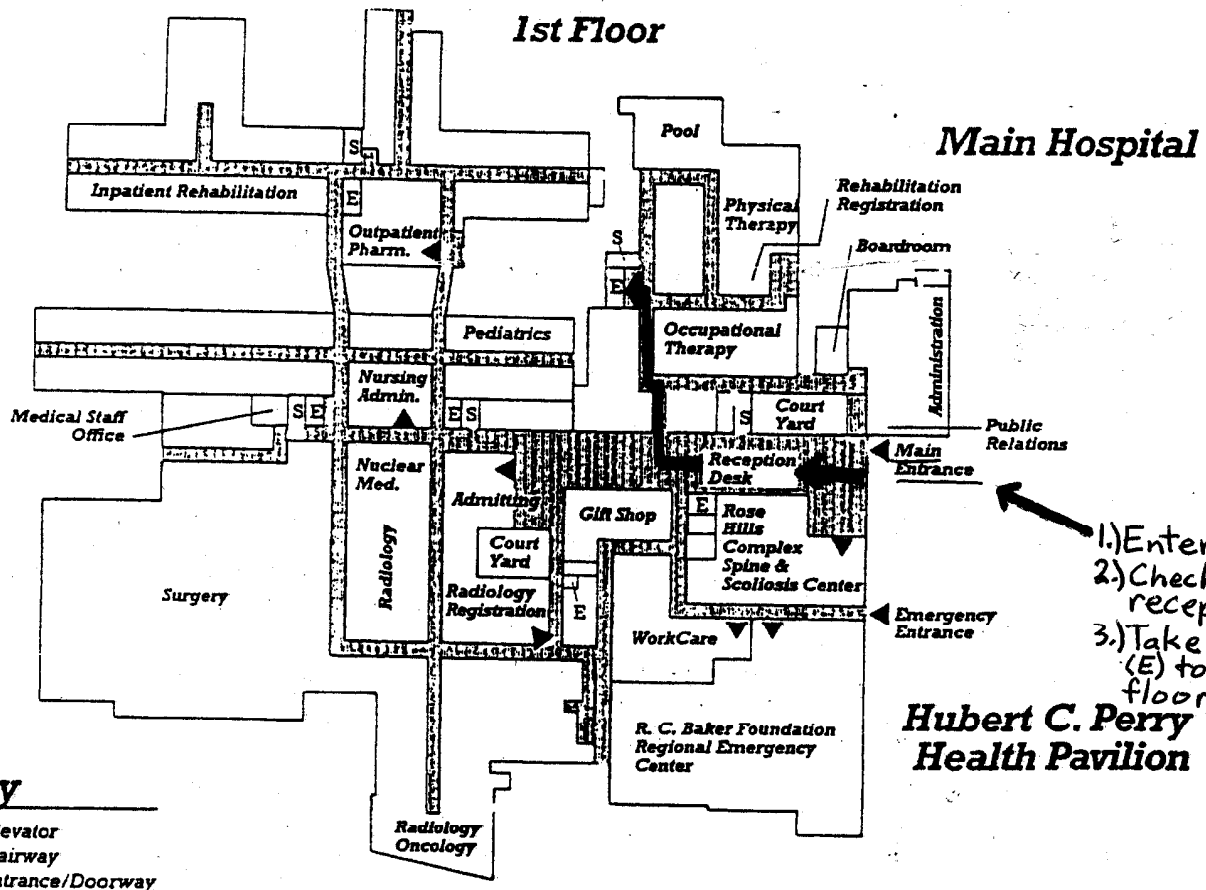 1st Floor
Main Hospital
Pool
S
Inpatient Rehabilitation
E
Rehabilitation
Registration
Physical
Therapy
Outpatient
Pharm.
S
E
Boardroom
Administration
Pediatrics
Occupational
Therapy
Nursing
Admin.
Medical Staff
Office
S E
E S
S
Court
Yard
Public
Relations
Nuclear
Med.
Admitting
Reception
Desk
Main
Entrance
Gift Shop
E
Rose
Hills
Complex
Spine &
Scoliosis Center
Court
Yard
Radiology
Surgery
Radiology
Registration
E
WorkCare
Emergency
Entrance
1.) Enter
2.) Check
recep
3.) Take
(E) to
floor
E
R. C. Baker Foundation
Regional Emergency
Center
Hubert C. Perry
Health Pavilion
Radiology
Oncology
y
levator
airway
ntrance/Doorway